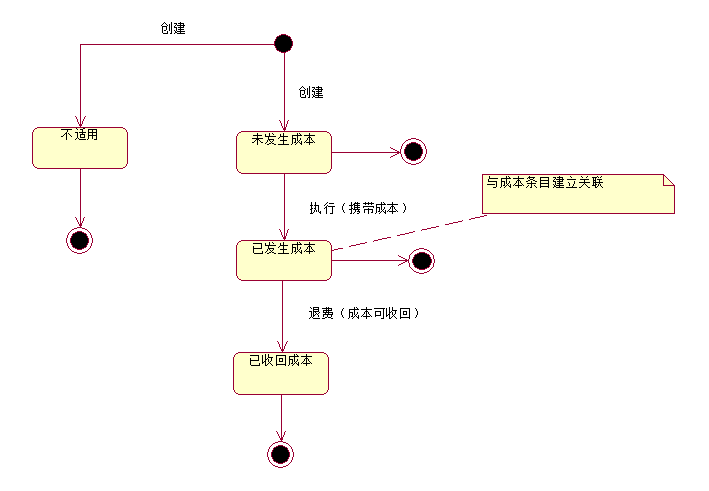 创建
创建
不适用
未发生成本
与成本条目建立关联
执行（携带成本）
已发生成本
退费（成本可收回）
已收回成本